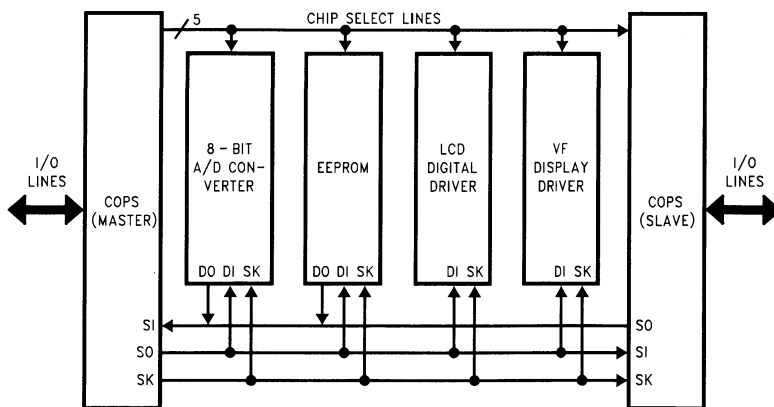 5
CHIP SELECT LINES
I/O
LINES
COPS
(MASTER)
8 – BIT
A/D CON-
VERTER
EEPROM
LCD
DIGITAL
DRIVER
VF
DISPLAY
DRIVER
COPS
(SLAVE)
I/O
LINES
DO DI SK
DO DI SK
DI SK
DI SK
SI
SO
SK
SO
SI
SK